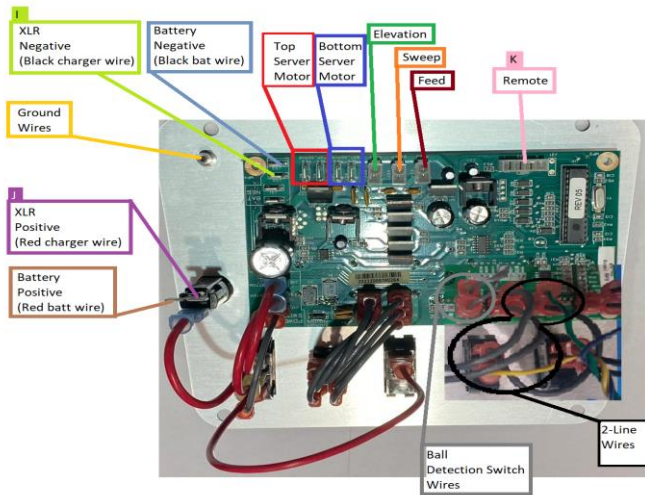 I
XLR
Negative
(Black charger wire)
Battery
Negative
(Black bat wire)
Top
Server
Motor
Bottom
Server
Motor
Elevation
Sweep
Feed
K
Remote
Ground
Wires
J
XLR
Positive
(Red charger wire)
Battery
Positive
(Red batt wire)
REV 05
2-Line
Wires
Ball
Detection Switch
Wires